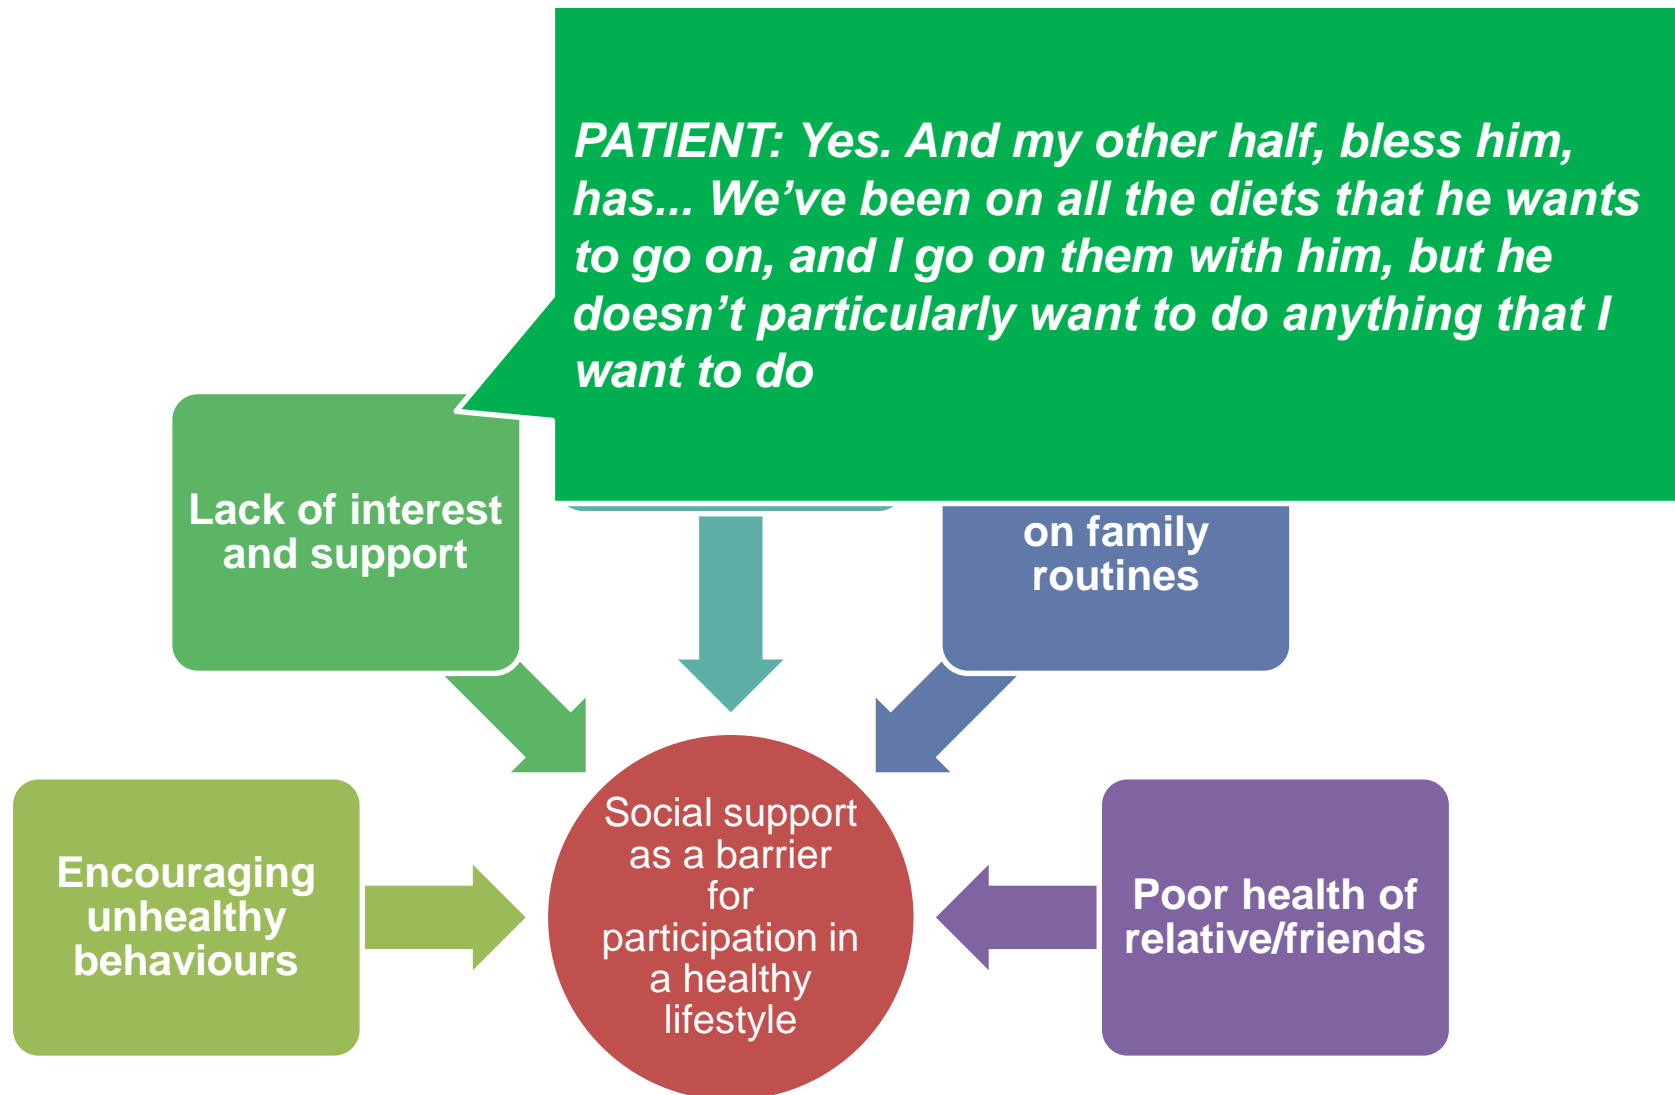 PATIENT: Yes. And my other half, bless him,
has... We’ve been on all the diets that he wants
to go on, and I go on them with him, but he
doesn’t particularly want to do anything that I
want to do
Lack of interest
and support
on family
routines
Encouraging
unhealthy
behaviours
Social support
as a barrier
for
participation in
a healthy
lifestyle
Poor health of
relative/friends